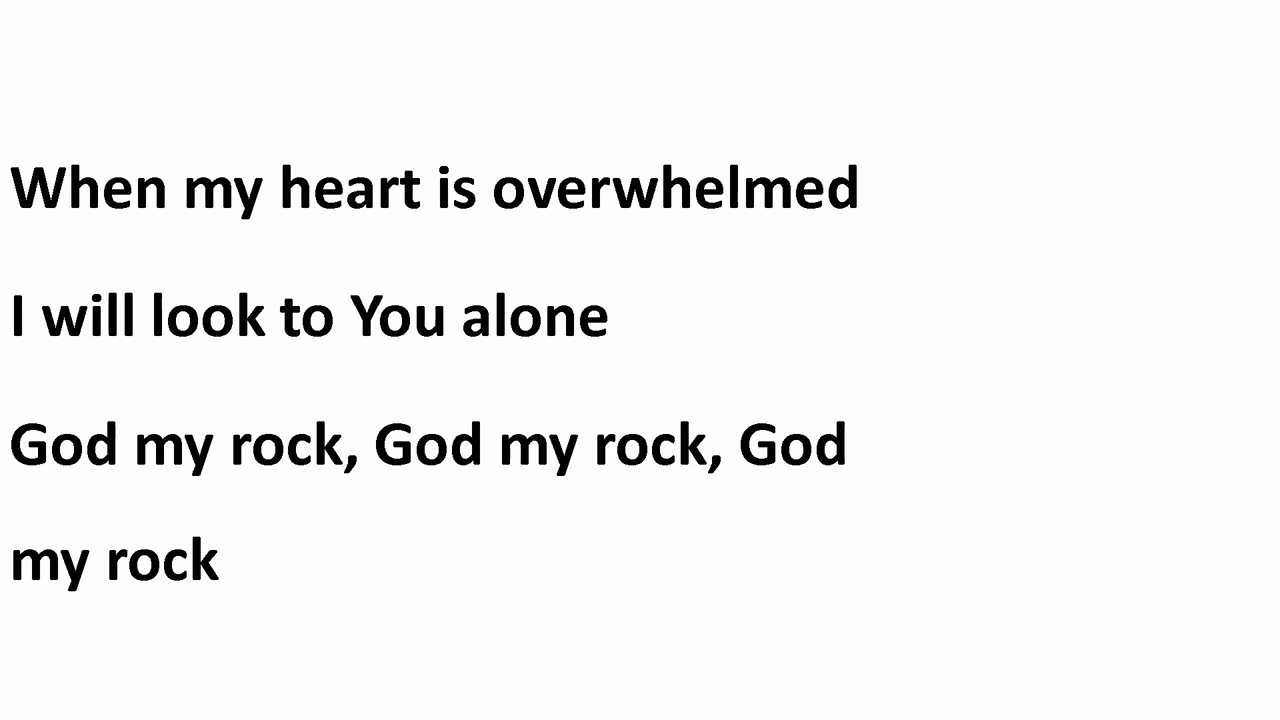 When my heart is overwhelmed
I will look to You alone
God my rock, God my rock, God
my rock